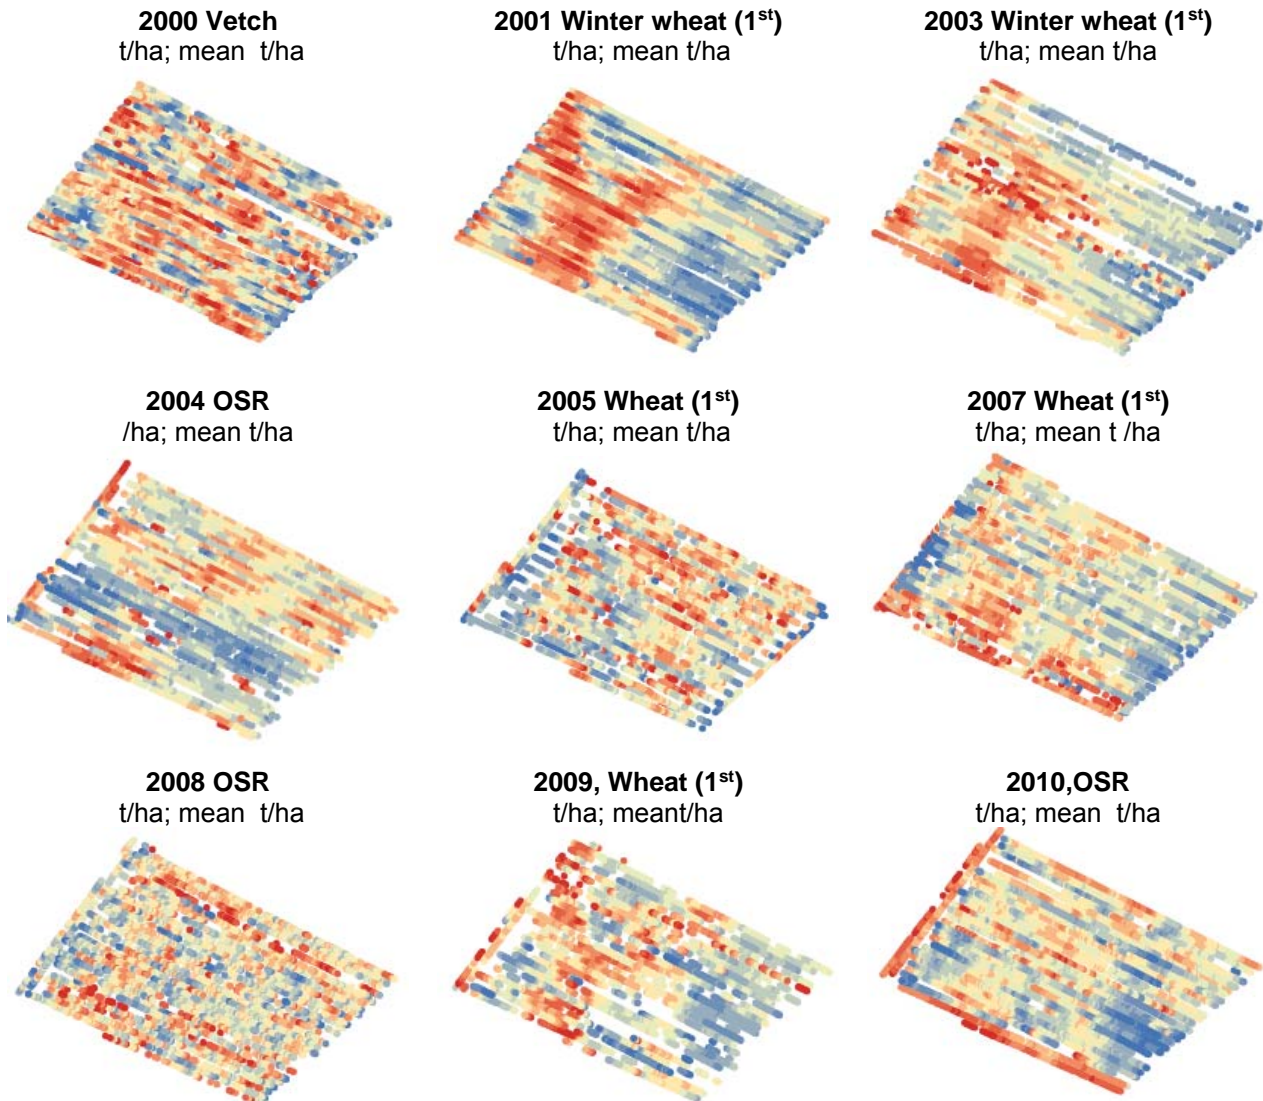 2000 Vetch
t/ha; mean  t/ha
2001 Winter wheat (1st)
t/ha; mean t/ha
2003 Winter wheat (1st)
t/ha; mean t/ha
2004 OSR
/ha; mean t/ha
2005 Wheat (1st)
t/ha; mean t/ha
2007 Wheat (1st)
t/ha; mean t /ha
2008 OSR
t/ha; mean  t/ha
2009, Wheat (1st)
t/ha; meant/ha
2010,OSR
t/ha; mean  t/ha